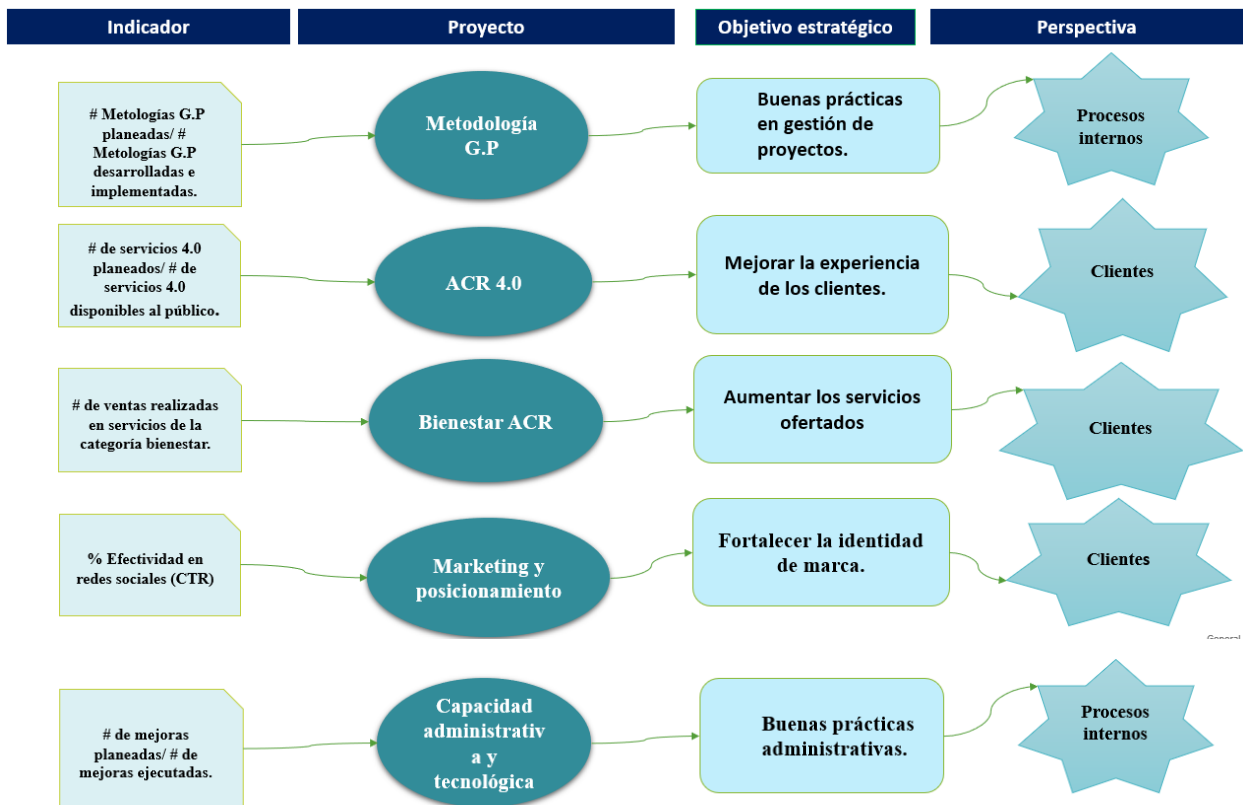 Indicador
Proyecto
Objetivo estratégico
Perspectiva
# Metologías G.P
planeadas/ #
Metologías G.P
desarrolladas e
implementadas.
Metodología
G.P
Buenas prácticas
en gestión de
proyectos.
Procesos
internos
# de servicios 4.0
planeados/ # de
servicios 4.0
disponibles al público.
ACR 4.0
Mejorar la experiencia
de los clientes.
Clientes
# de ventas realizadas
en servicios de la
categoría bienestar.
Bienestar ACR
Aumentar los servicios
ofertados
Clientes
% Efectividad en
redes sociales (CTR)
Marketing y
posicionamiento
Fortalecer la identidad
de marca.
Clientes
General
# de mejoras
planeadas/ # de
mejoras ejecutadas.
Capacidad
administrativ
a y
tecnológica
Buenas prácticas
administrativas.
Procesos
internos